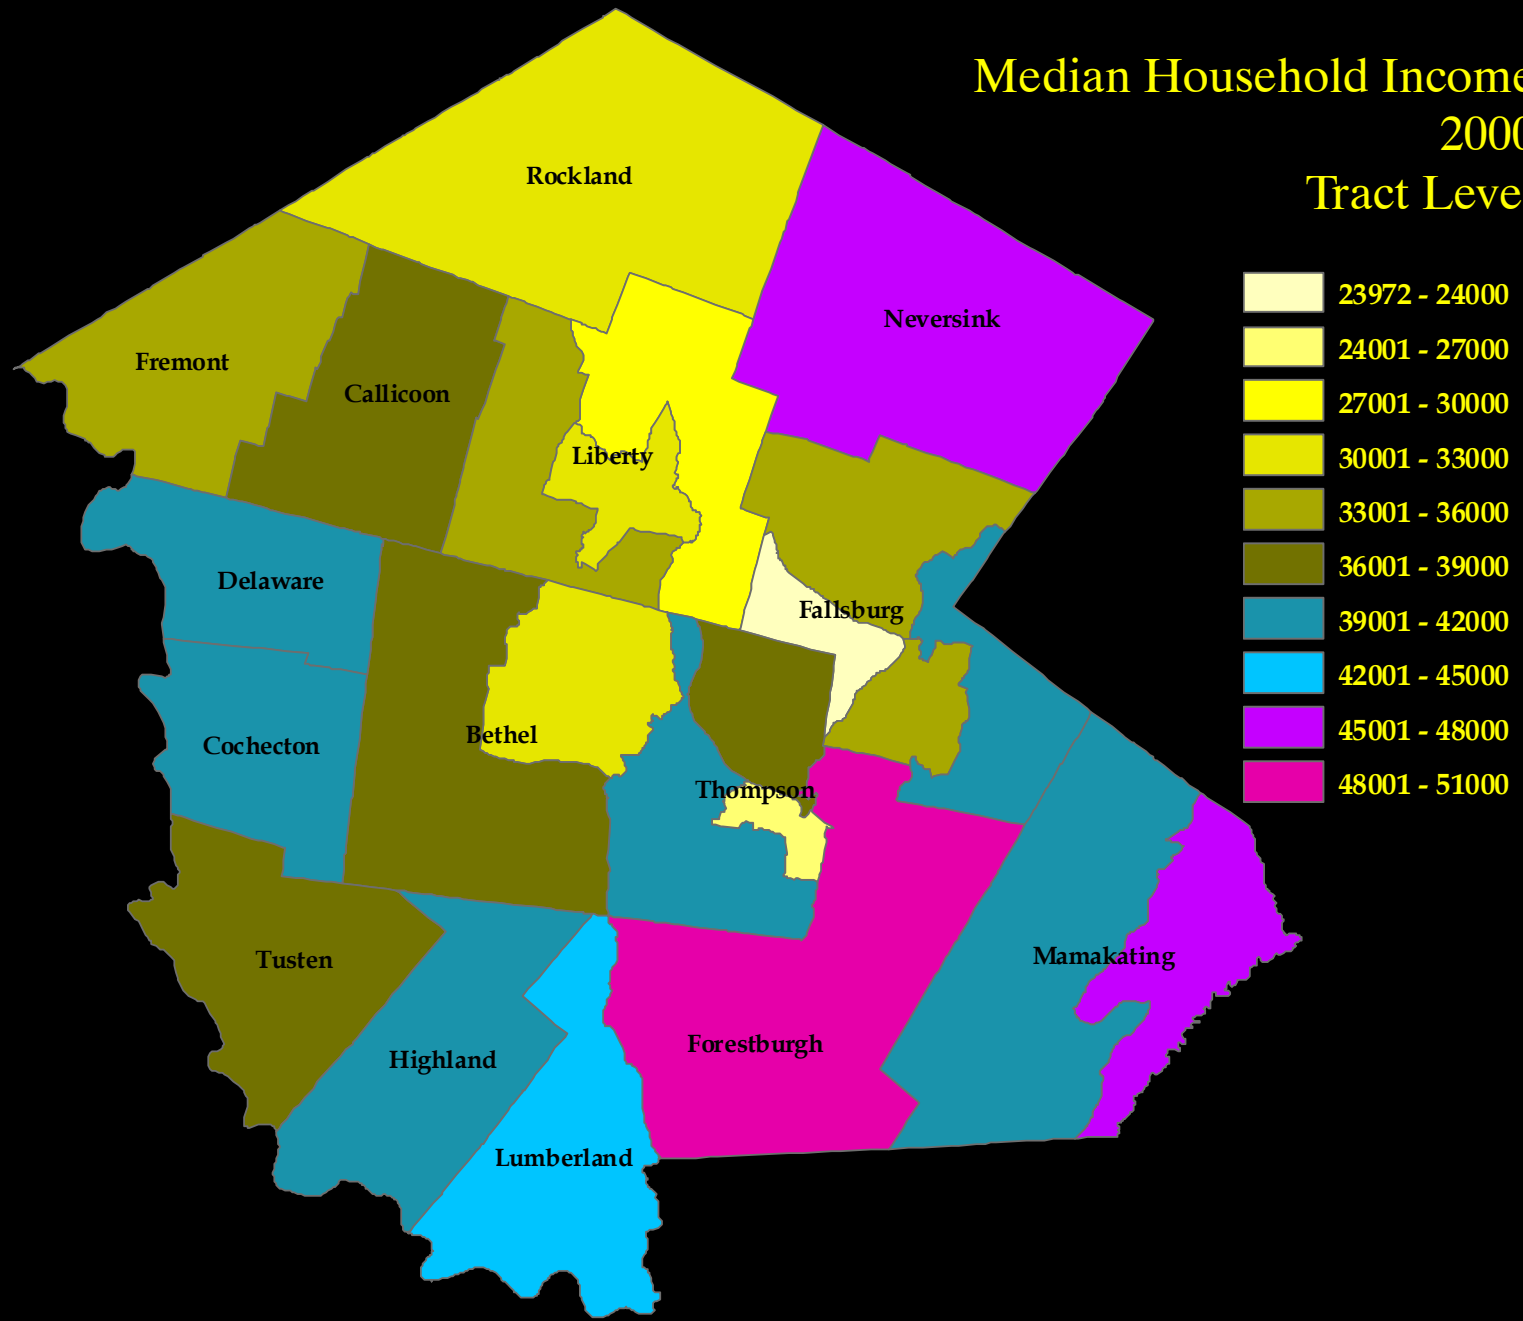 Median Household Income
2000
Tract Level
Rockland
Neversink
Fremont
Callicoon
Liberty
Delaware
Fallsburg
Cochecton
Bethel
Thompson
Tusten
Mamakating
Forestburgh
Highland
Lumberland
23972 - 24000
24001 - 27000
27001 - 30000
30001 - 33000
33001 - 36000
36001 - 39000
39001 - 42000
42001 - 45000
45001 - 48000
48001 - 51000